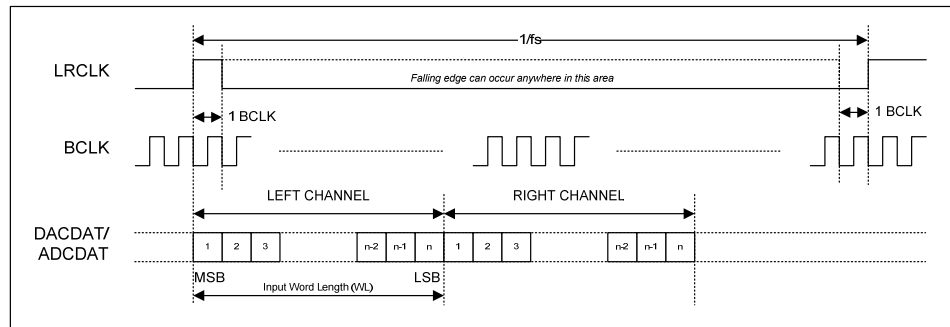 1/fs
LRCLK
Falling edge can occur anywhere in this area
1 BCLK
1 BCLK
BCLK
LEFT CHANNEL
RIGHT CHANNEL
DACDAT/
ADCDAT
1 2 3 n-2 n-1 n 1 2 3 n-2 n-1 n
MSB LSB
Input Word Length (WL)